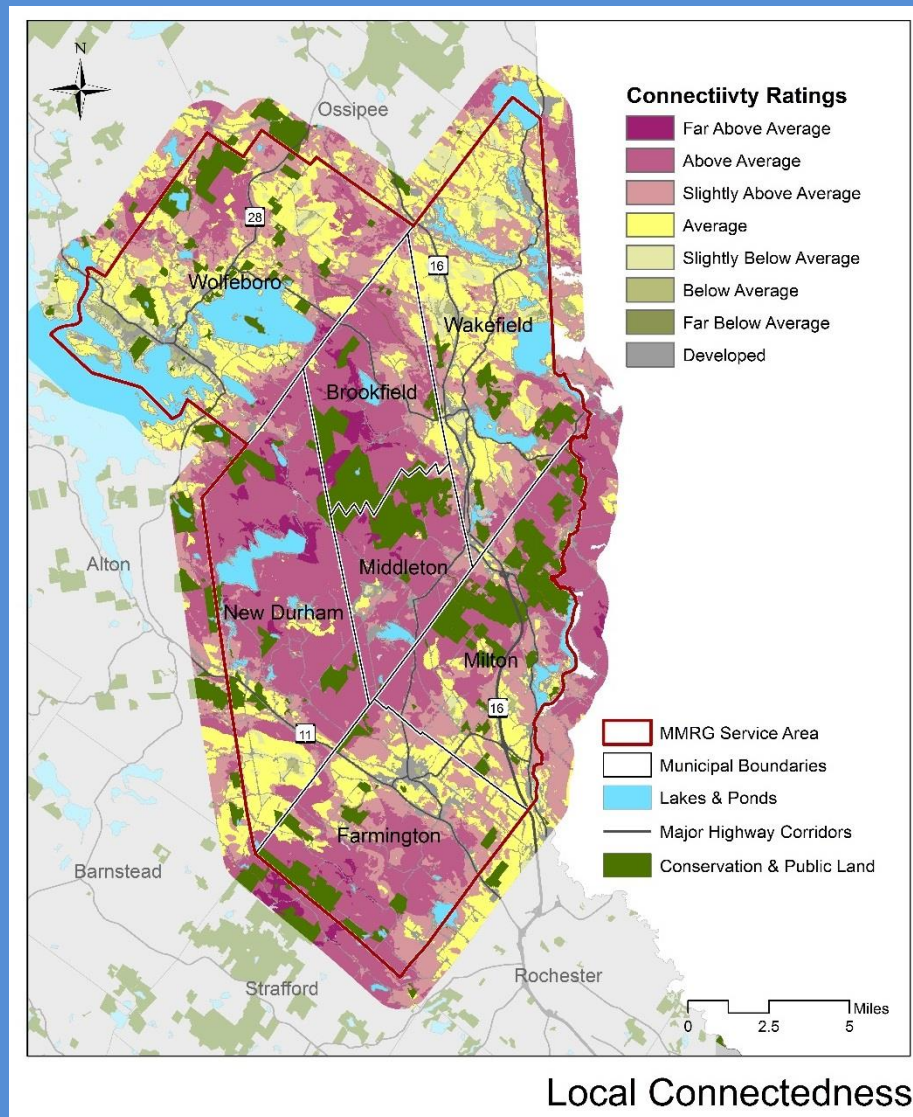 N
Ossipee
Connectiivty Ratings
Far Above Average
Above Average
Slightly Above Average
Average
Slightly Below Average
Below Average
Far Below Average
Developed
28
16
Wolfeboro
Wakefield
Brookfield
Alton
Middleton
New Durham
Milton
16
11
MMRG Service Area
Municipal Boundaries
Lakes & Ponds
Major Highway Corridors
Conservation & Public Land
Farmington
Barnstead
Strafford
Rochester
Miles
0 2.5 5
Local Connectedness